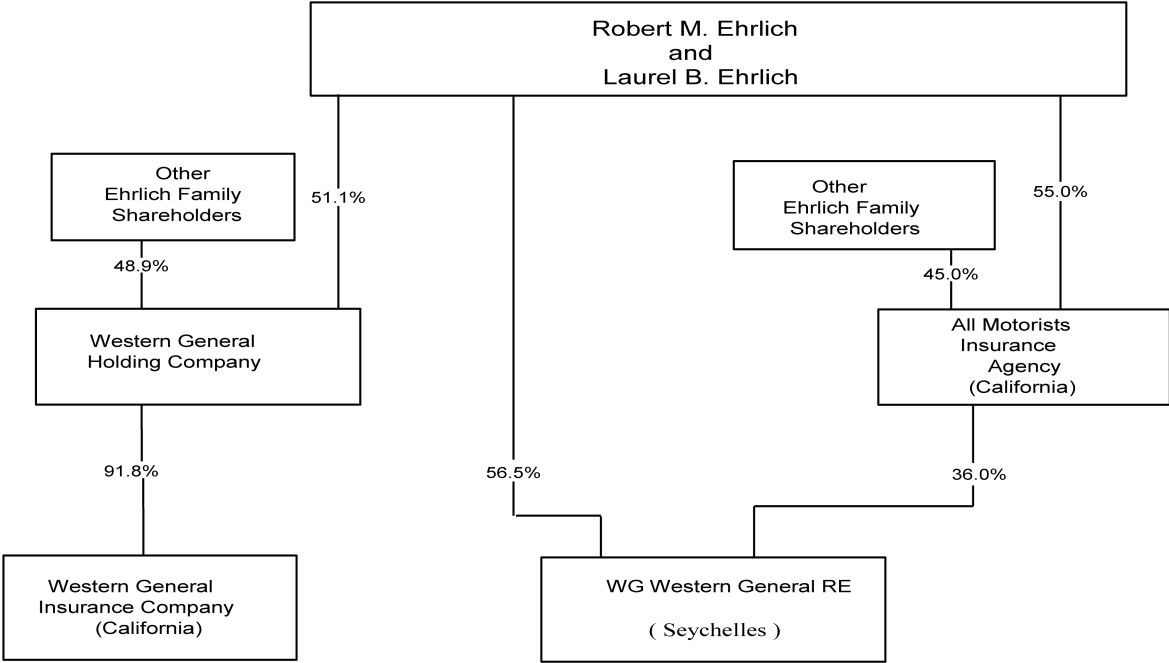 Robert M. Ehrlich
and
Laurel B. Ehrlich
Other
Ehrlich Family
Shareholders
51.1%
Other
Ehrlich Family
Shareholders
55.0%
48.9%
45.0%
Western General
Holding Company
All Motorists
Insurance
Agency
(California)
91.8%
56.5%
36.0%
Western General
Insurance Company
(California)
WG Western General RE
( Seychelles )